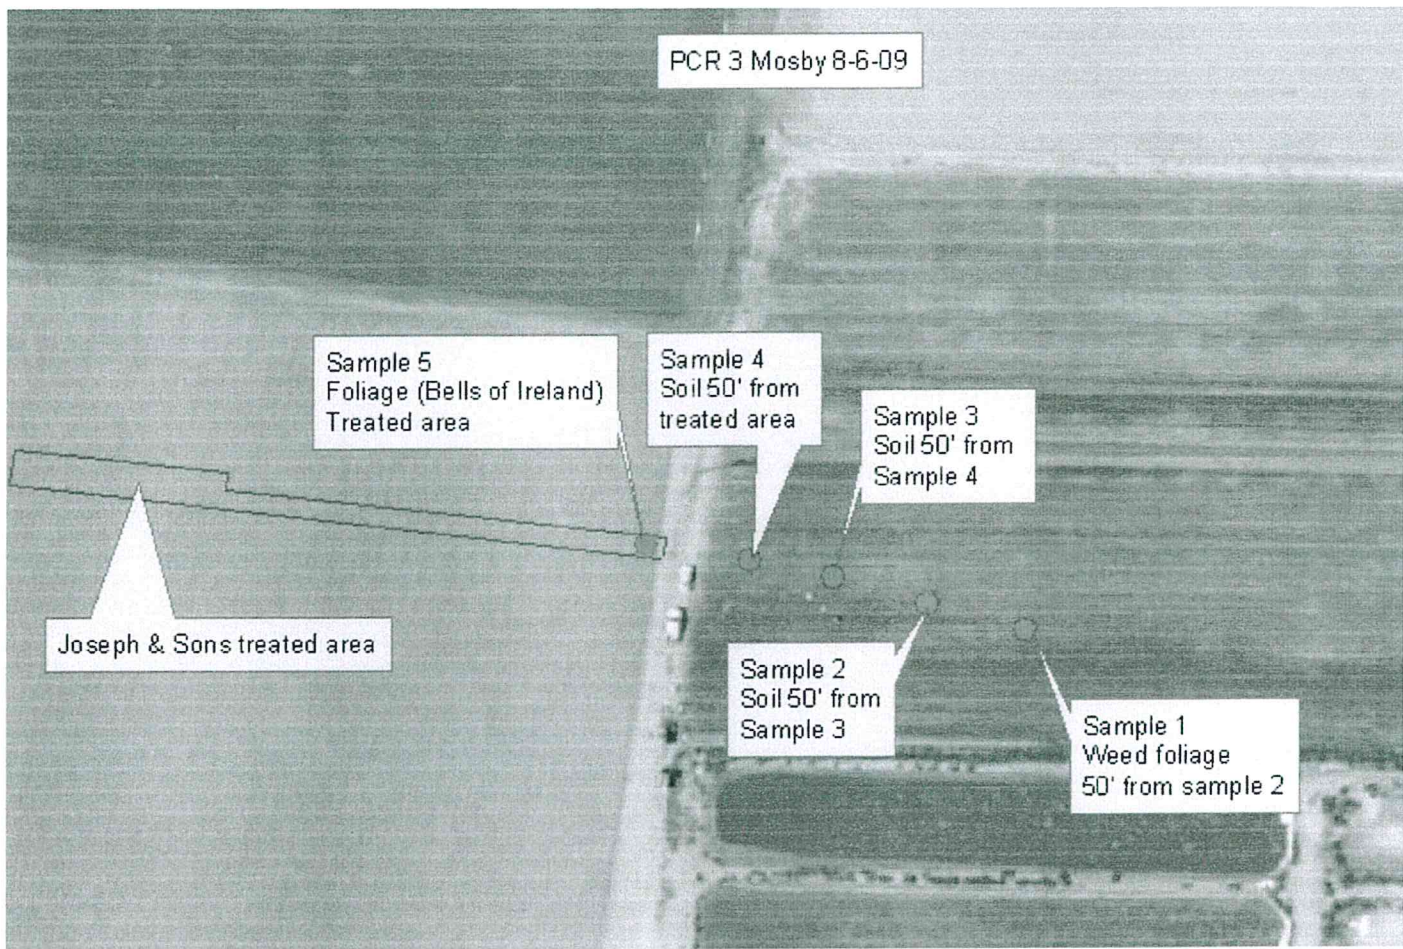 PCR 3 Mosby 8-6-09
Sample 5
Foliage (Bells of Ireland)
Treated area
Sample 4
Soil 50' from
treated area
Sample 3
Soil 50' from
Sample 4
Joseph & Sons treated area
Sample 2
Soil 50' from
Sample 3
Sample 1
Weed foliage
50' from sample 2